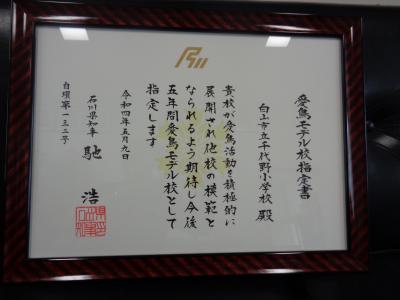 愛鳥モデル校指定書
白山市立千代野小学校 殿
貴校が愛鳥活動を積極的に
展開され他校の模範と
なられるよう期待し今後
五年間愛鳥モデル校として
指定します
令和四年五月九日
石川県知事 馳 浩
自環第一三二号